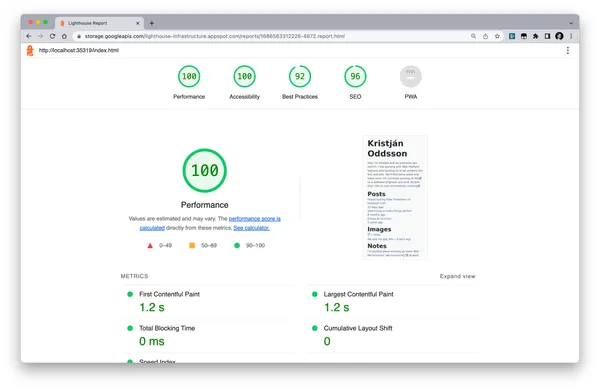 Lighthouse Report
storage.googleapis.com/lighthouse-infrastructure.appspot.com/reports/1686563312226-4872.report.html
http://localhost:35319/index.html
100 100 92 96 PWA
Performance Accessibility Best Practices SEO PWA
100
Performance
Values are estimated and may vary. The performance score is
calculated directly from these metrics. See calculator.
0–49 50–89 90–100
Kristján
Oddsson
Posts
Images
Notes
METRICS
Expand view
First Contentful Paint
1.2 s
Largest Contentful Paint
1.2 s
Total Blocking Time
0 ms
Cumulative Layout Shift
0
Speed Index